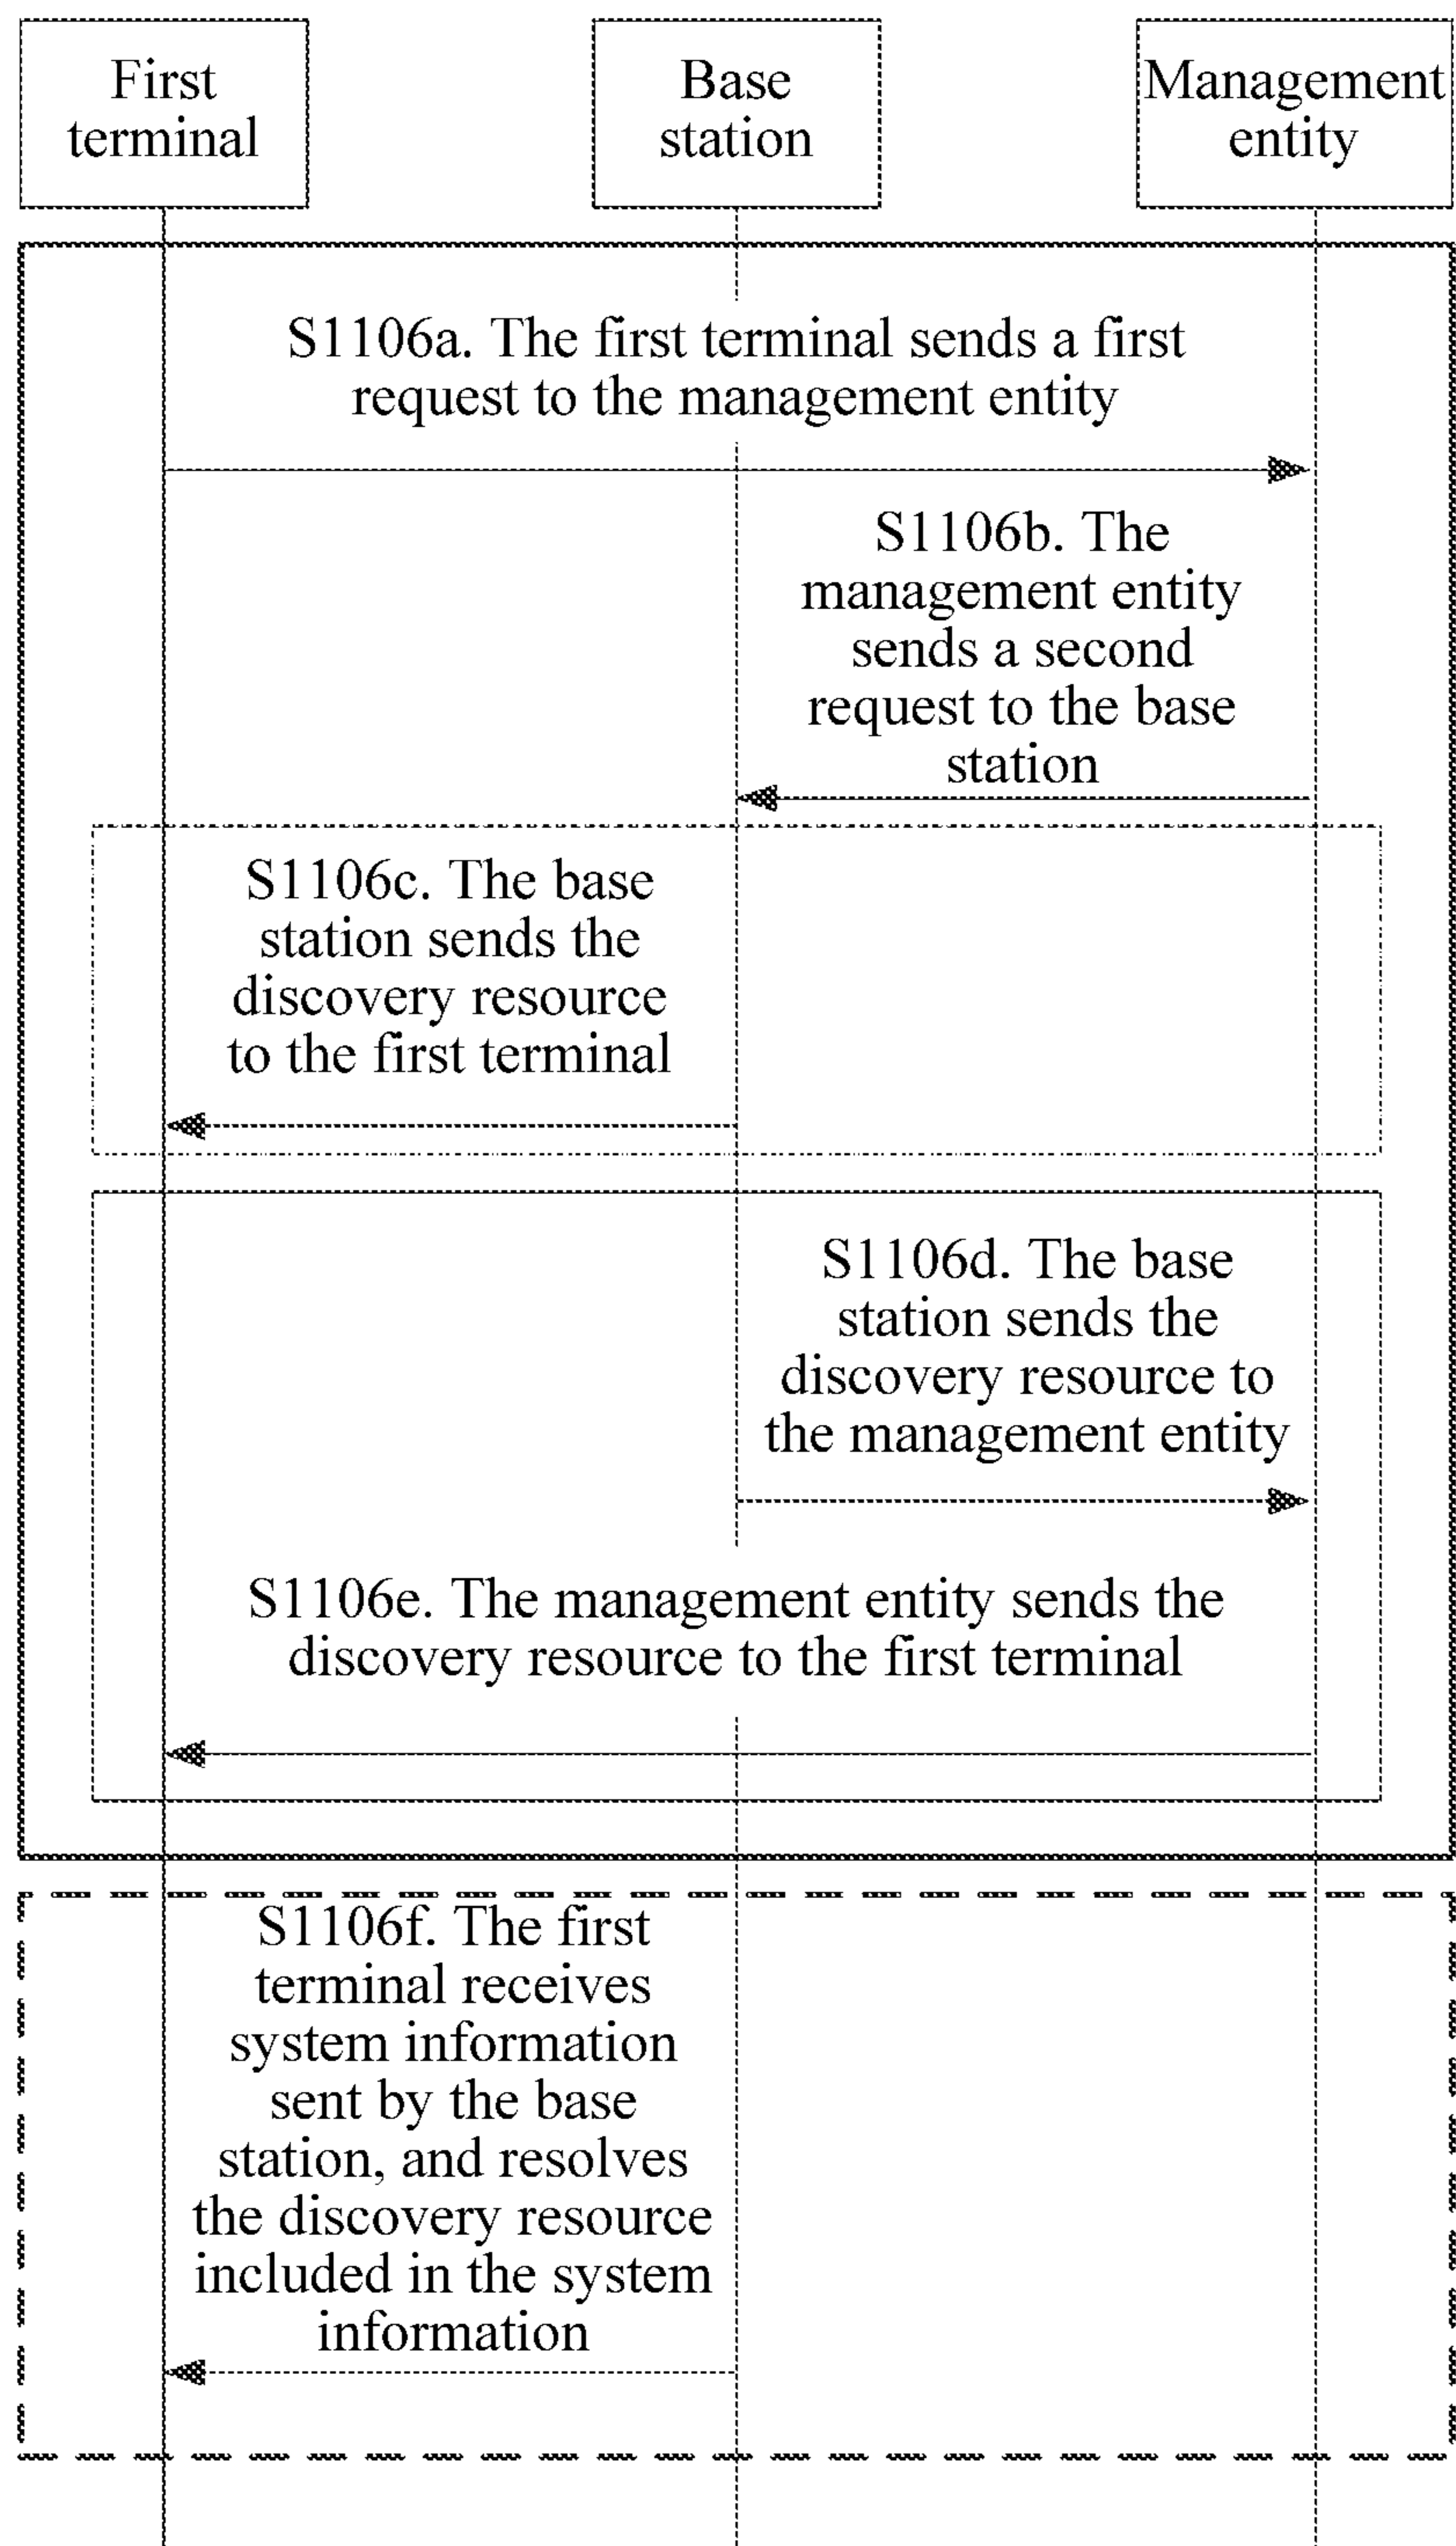 First
terminal
Base
station
Management
entity
S1106a. The first terminal sends a first
request to the management entity
S1106b. The
management entity
sends a second
request to the base
station
S1106c. The base
station sends the
discovery resource
to the first terminal
S1106d. The base
station sends the
discovery resource to
the management entity
S1106e. The management entity sends the
discovery resource to the first terminal
S1106f. The first
terminal receives
system information
sent by the base
station, and resolves
the discovery resource
included in the system
information